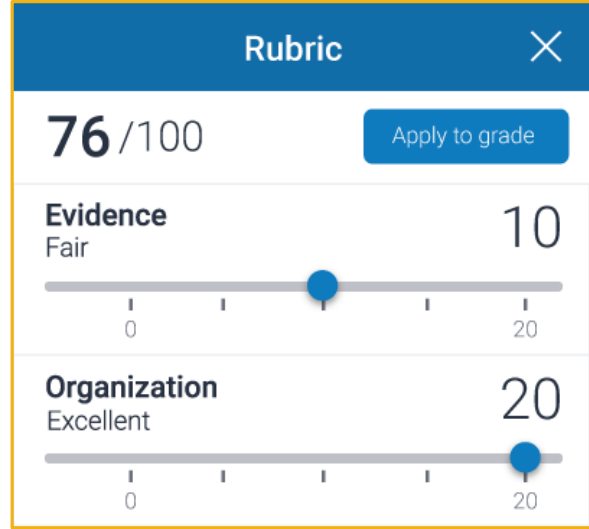 Rubric
76 /100
Apply to grade
Evidence
10
Fair
0 20
Organization
20
Excellent
0 20